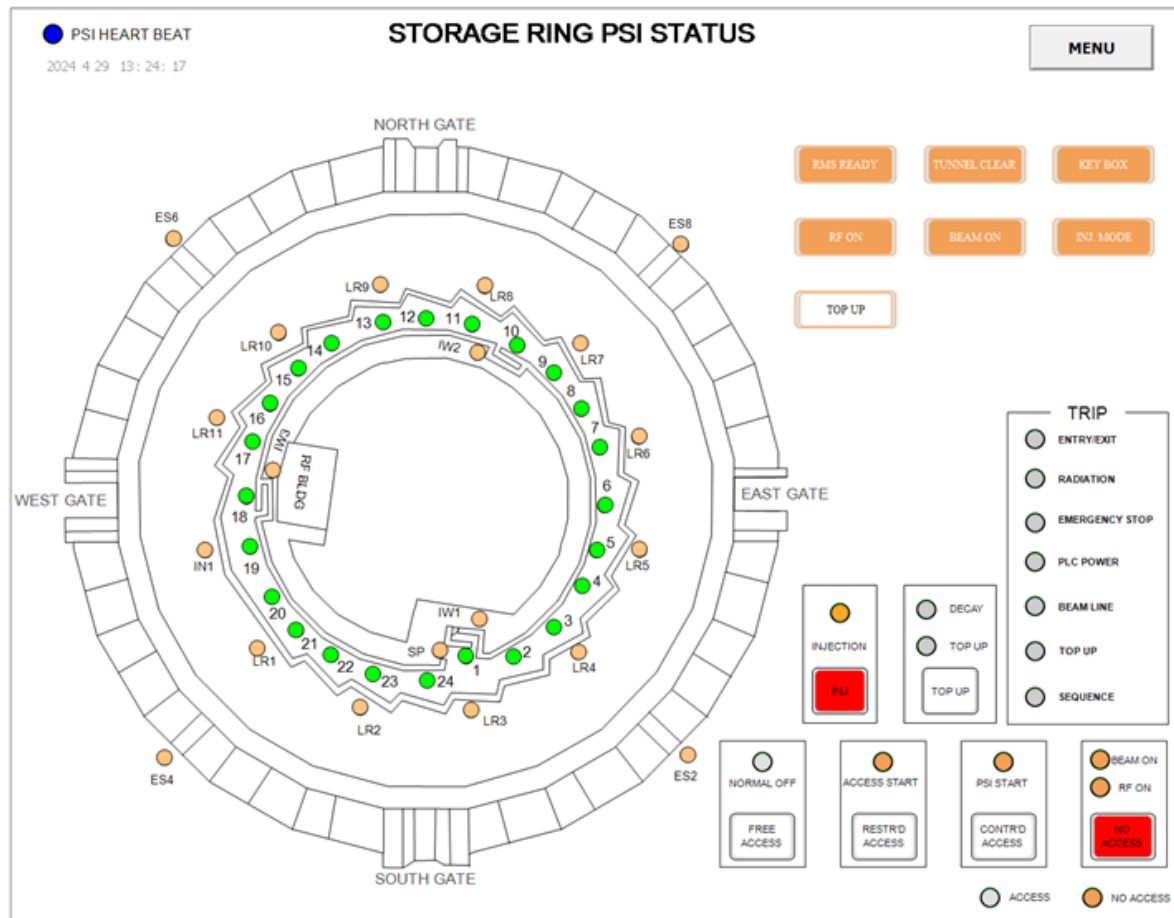 PSI HEART BEAT
STORAGE RING PSI STATUS
MENU
2024 4 29 13: 24: 17
NORTH GATE
RMS READY
TUNNEL CLEAR
KEY BOX
ES6
ES8
RF ON
BEAM ON
INJ. MODE
LR9
LR8
TOP UP
12
13
11
LR10
10
14
IW2
LR7
9
15
8
16
TRIP
LR11
7
ENTRY/EXIT
IW3
LR6
17
RF BLDG
RADIATION
6
WEST GATE
EAST GATE
18
EMERGENCY STOP
5
IN1
LR5
PLC POWER
19
4
20
IW1
DECAY
BEAM LINE
3
21
SP
INJECTION
TOP UP
TOP UP
LR1
22
1
2
LR4
23
24
INJ
TOP UP
SEQUENCE
LR2
LR3
ES4
ES2
BEAM ON
NORMAL OFF
ACCESS START
PSI START
RF ON
FREE
ACCESS
RESTR'D
ACCESS
CONTR'D
ACCESS
NO
ACCESS
SOUTH GATE
ACCESS
NO ACCESS